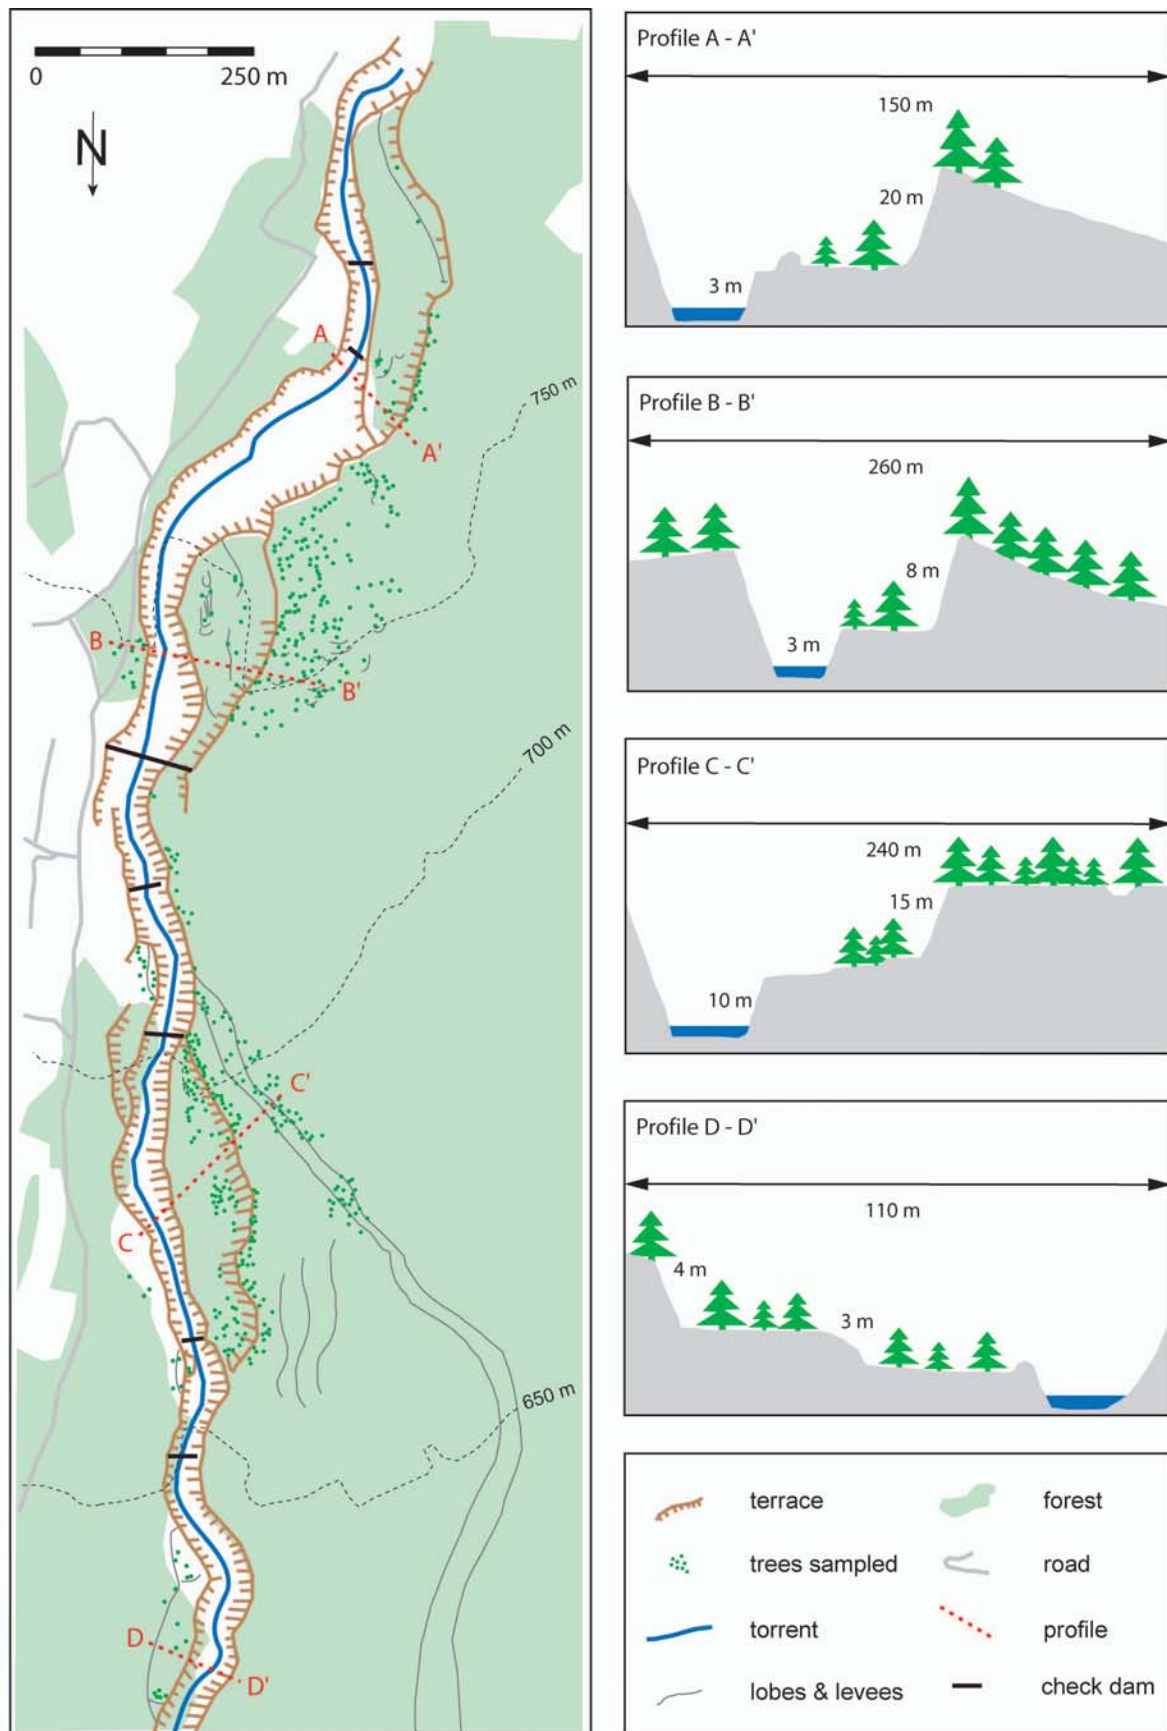 0
250 m
N
A
A'
750 m
B
B'
700 m
C'
C
650 m
D
D'
Profile A - A'
150 m
20 m
3 m
Profile B - B'
260 m
8 m
3 m
Profile C - C'
240 m
15 m
10 m
Profile D - D'
110 m
4 m
3 m
terrace
forest
trees sampled
road
torrent
profile
lobes & levees
check dam